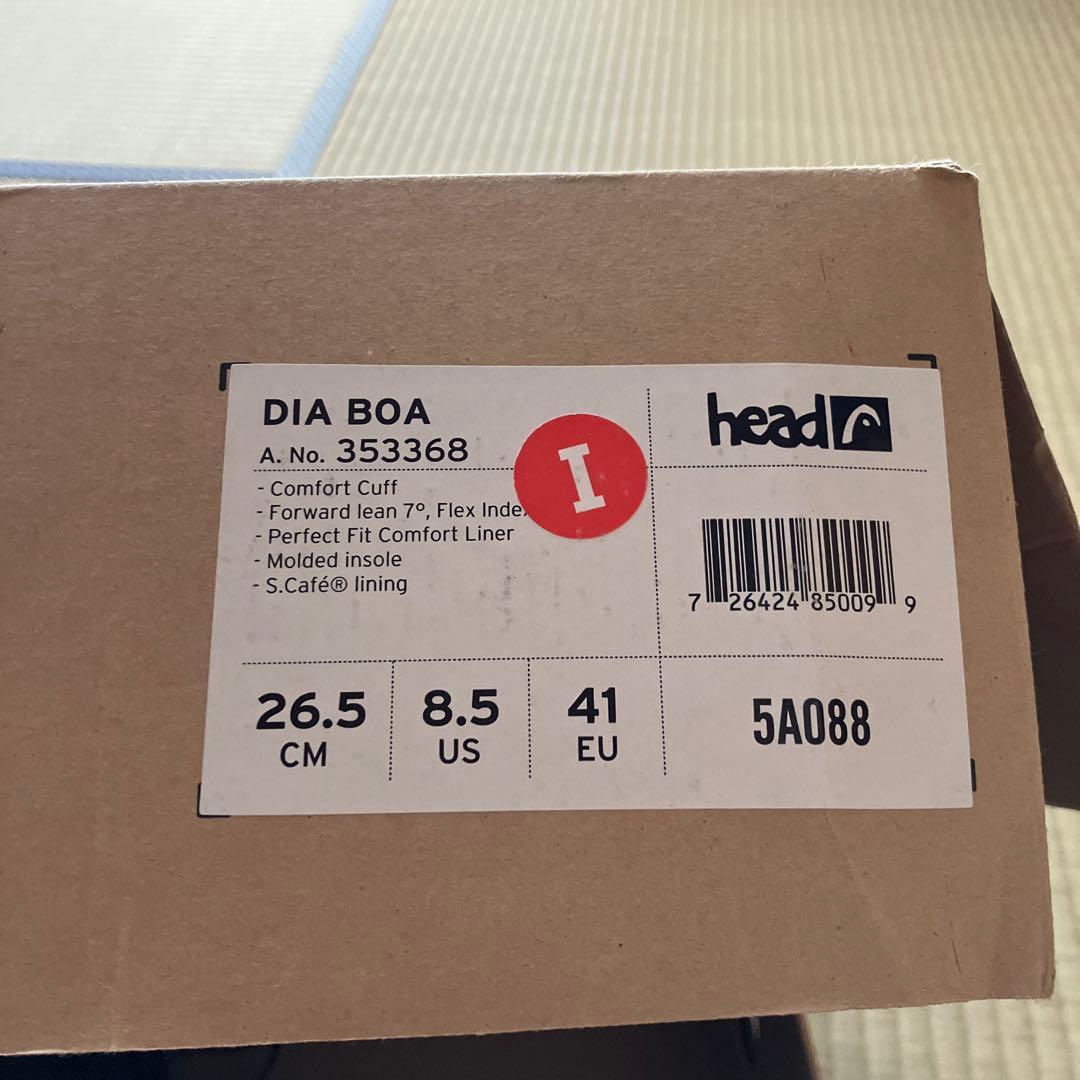 DIA BOA
A. No. 353368
- Comfort Cuff
- Forward lean 7°, Flex
- Perfect Fit Comfort Liner
- Molded insole
- S.Café® lining
I
head
7 26424 85009 9
26.5
CM
8.5
US
41
EU
5A088